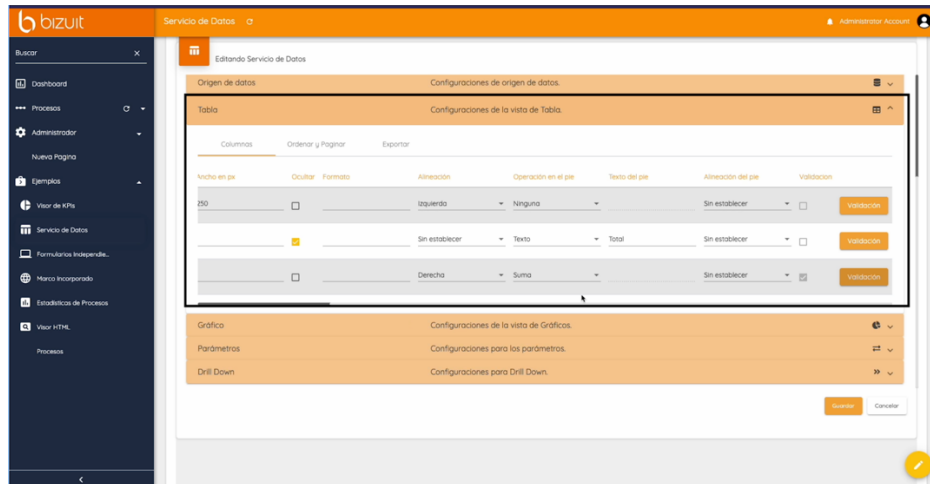 bizuit
Servicio de Datos
Administrator Account
Buscar
Dashboard
Procesos
Administrador
Nueva Pagina
Ejemplos
Visor de KPIs
Servicio de Datos
Formularios Independie...
Marco Incorporado
Estadísticas de Procesos
Visor HTML
Procesos
Editando Servicio de Datos
Origen de datos Configuraciones de origen de datos.
Tabla Configuraciones de la vista de Tabla.
Columnas Ordenar y Paginar Exportar
Ancho en px Ocultar Formato Alineación Operación en el pie Texto del pie Alineación del pie Validacion
250 Izquierda Ninguna Sin establecer Validación
Sin establecer Texto Total Sin establecer Validación
Derecha Suma Sin establecer Validación
Gráfico Configuraciones de la vista de Gráficos.
Parámetros Configuraciones para los parámetros.
Drill Down Configuraciones para Drill Down.
Guardar Cancelar